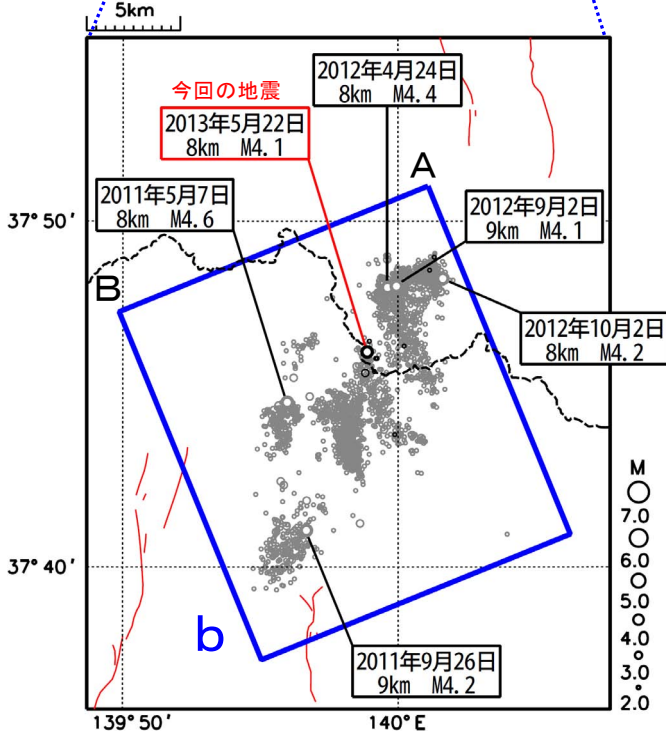 5km
2012年4月24日
8km M4.4
今回の地震
2013年5月22日
8km M4.1
A
2011年5月7日
8km M4.6
2012年9月2日
9km M4.1
37°50′
B
2012年10月2日
8km M4.2
M
7.0
6.0
5.0
4.0
3.0
2.0
37°40′
b
2011年9月26日
9km M4.2
139°50′
140°E